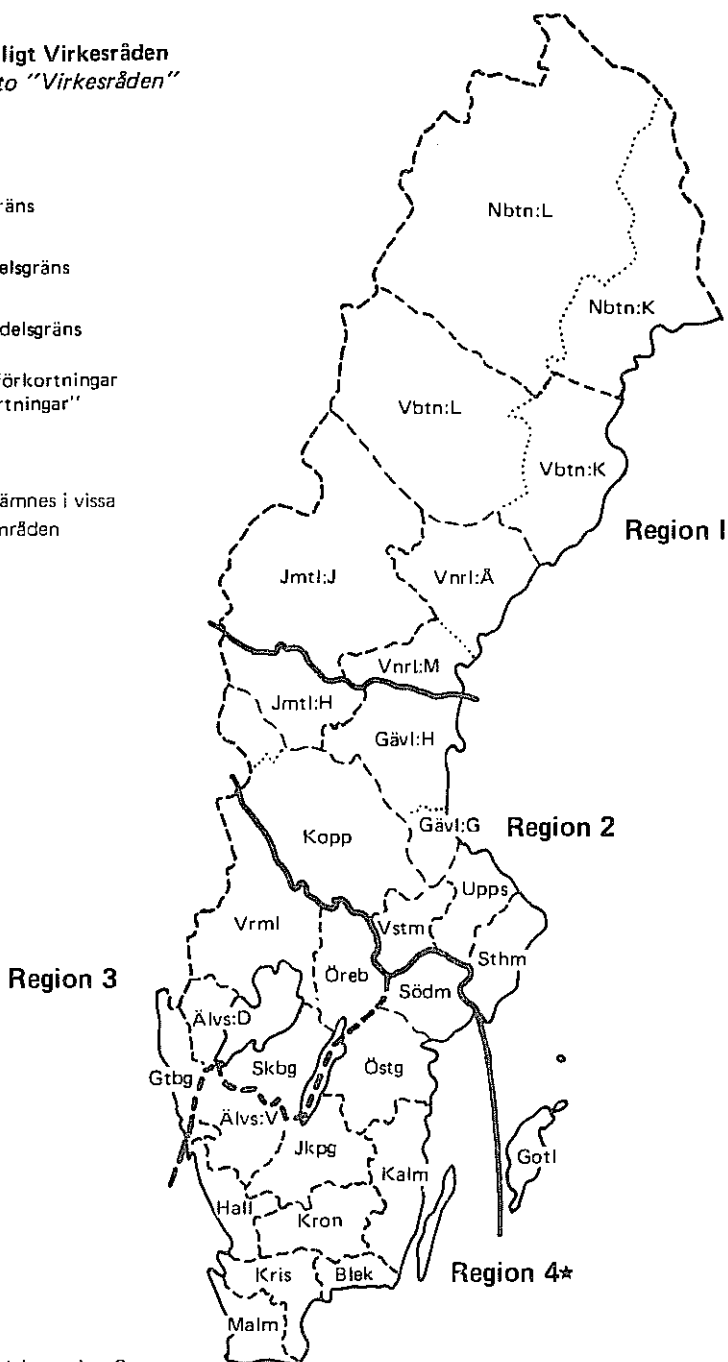 ligt Virkesråden
to "Virkesråden"
räns
elsgräns
delsgräns
förkortningar
rtningar"
ämnes i vissa
nråden
Nbtn:L
Nbtn:K
Vbtn:L
Vbtn:K
Region 1
Jmtl:J
Vnrl:Å
Vnrl:M
Jmtl:H
Gävl:H
Gävl:G
Region 2
Kopp
Upps
Vrml
Vstm
Sthm
Region 3
Öreb
Södm
Älvs:D
Skbg
Östg
Gtbg
Älvs:V
Jkpg
Gotl
Kalm
Hall
Kron
Kris
Blek
Region 4*
Malm